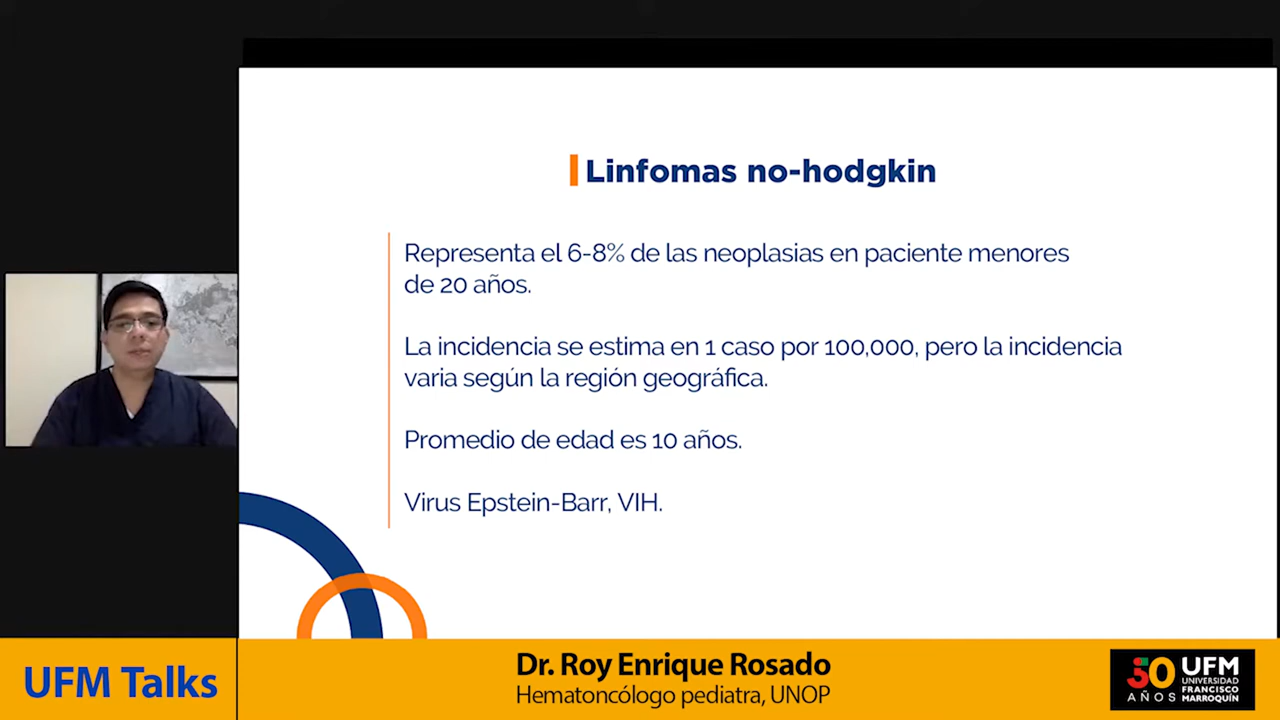 Linfomas no-hodgkin
Representa el 6-8% de las neoplasias en paciente menores
de 20 años.
La incidencia se estima en 1 caso por 100,000, pero la incidencia
varia según la región geográfica.
Promedio de edad es 10 años.
Virus Epstein-Barr, VIH.
UFM Talks
Dr. Roy Enrique Rosado
Hematoncólogo pediatra, UNOP
50
AÑOS
UFM
UNIVERSIDAD
FRANCISCO
MARROQUÍN